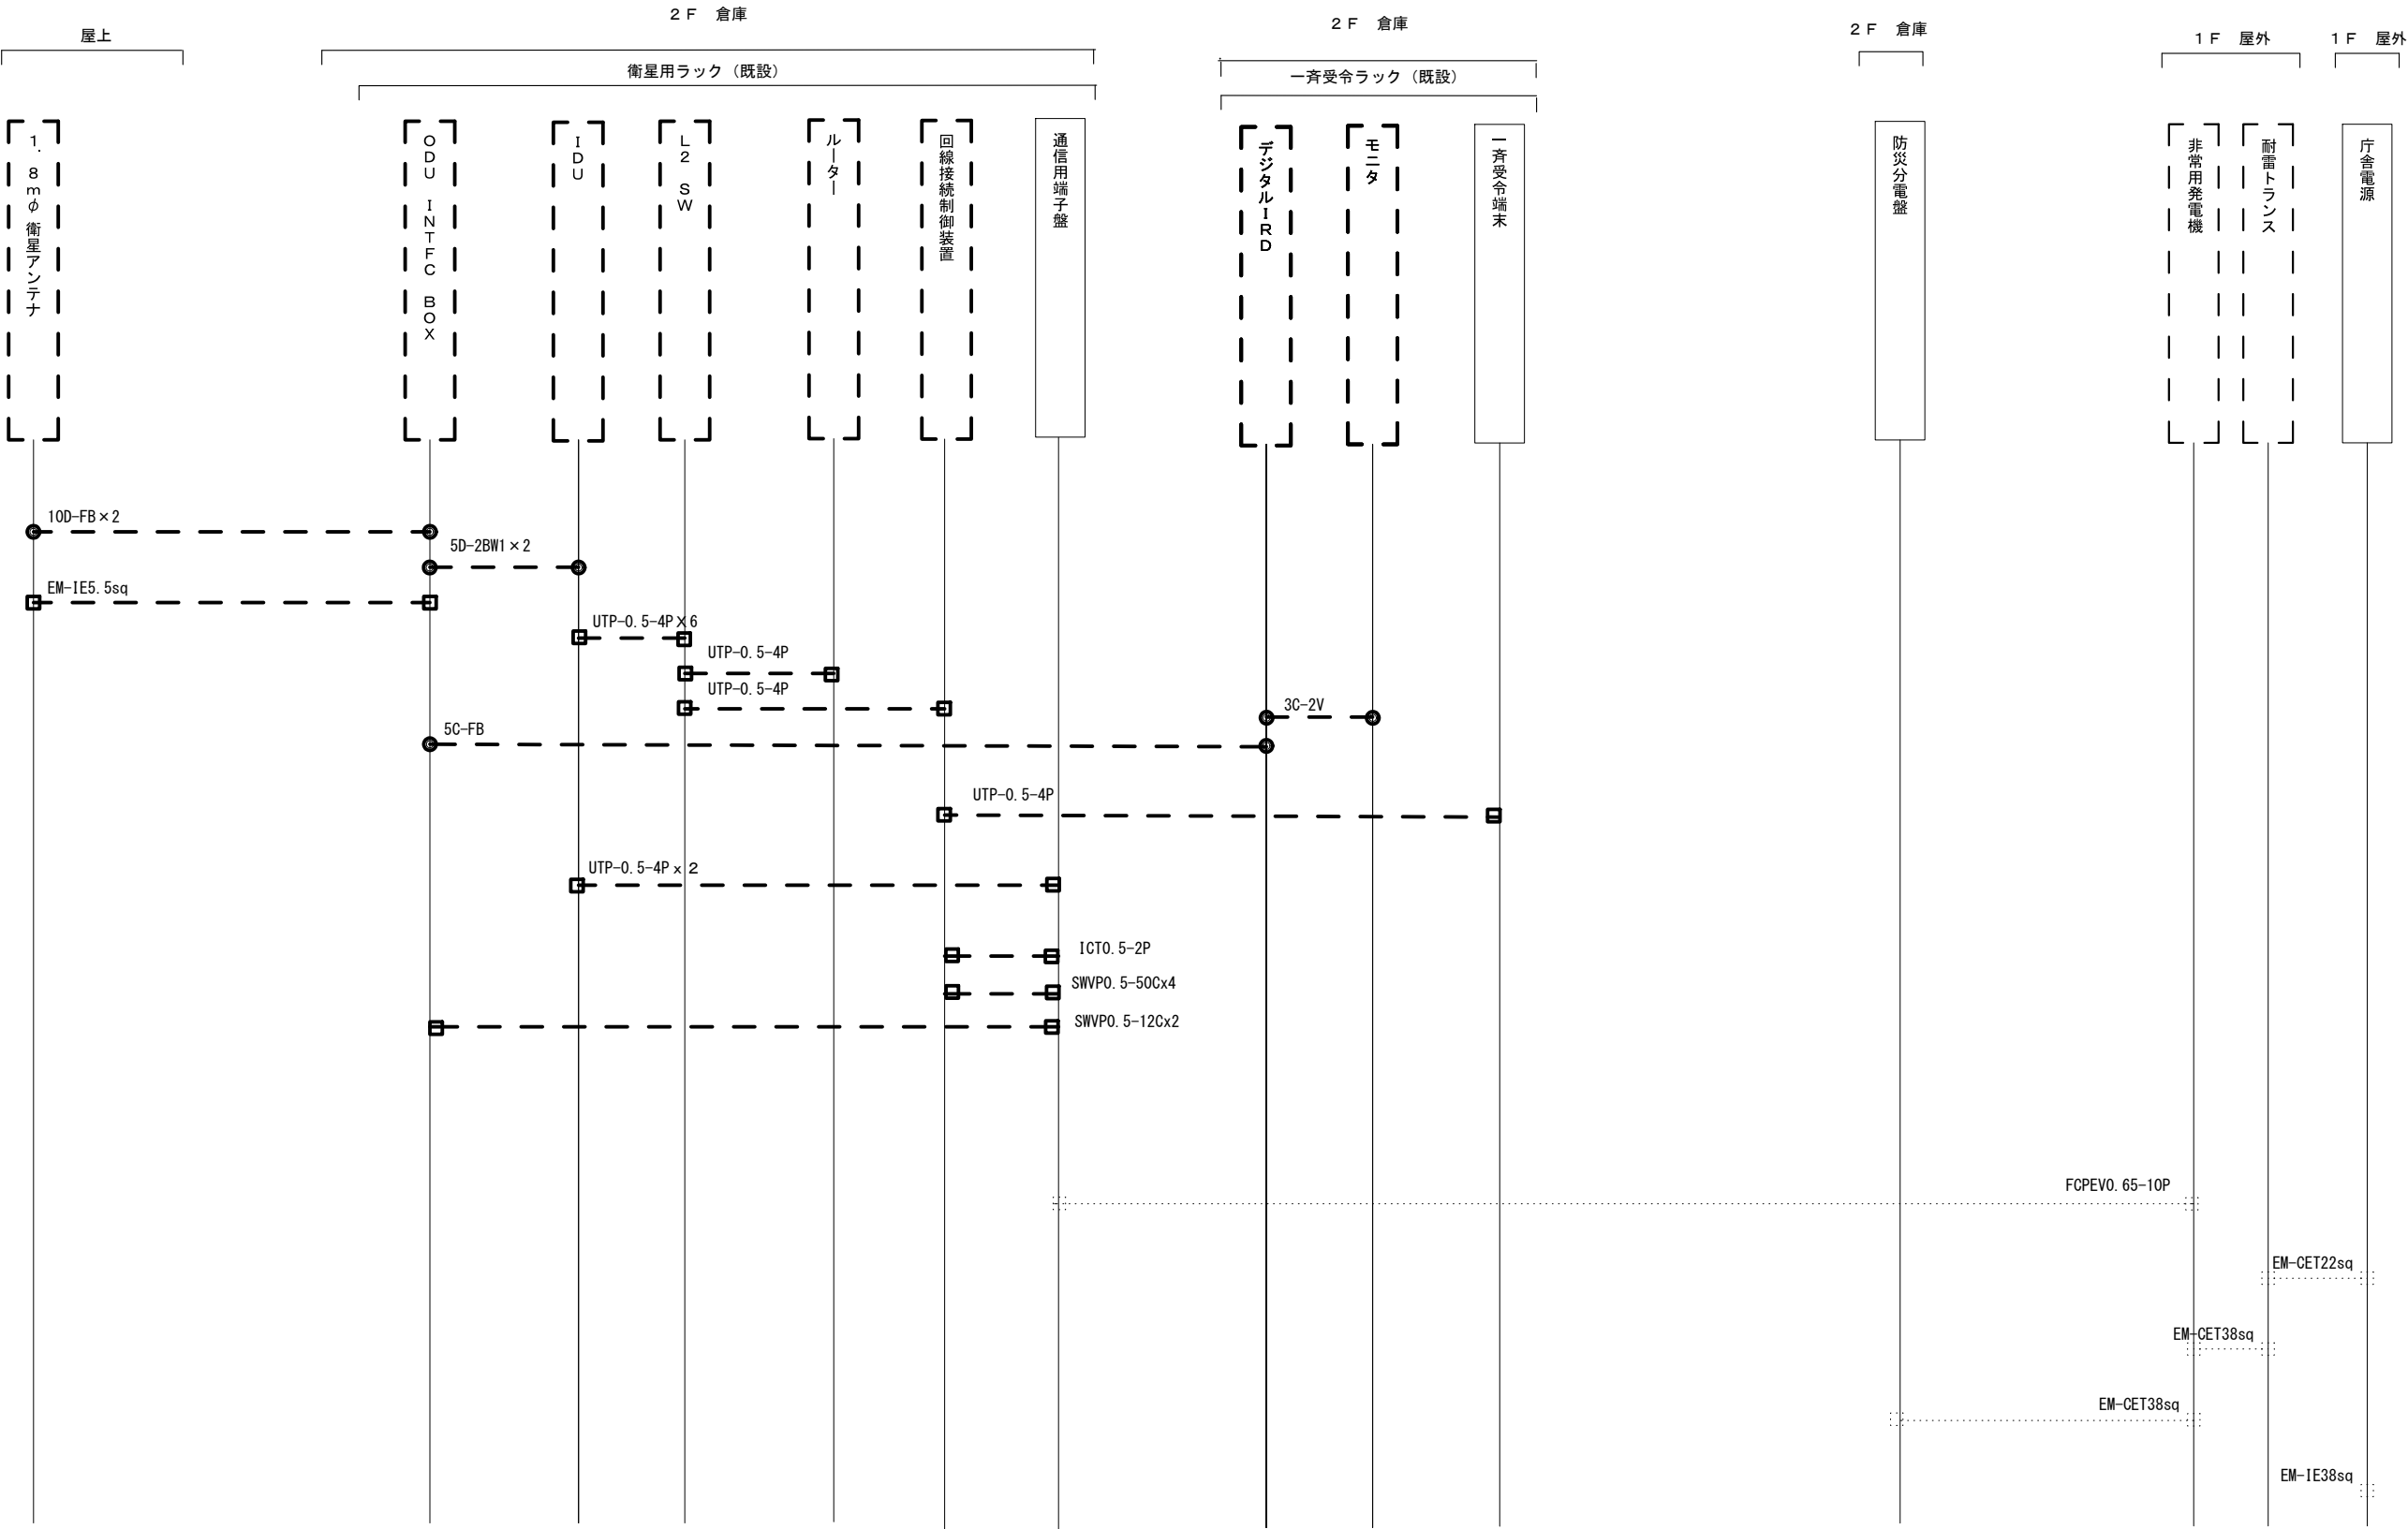 屋上
２Ｆ　倉庫
２Ｆ　倉庫
２Ｆ　倉庫
１Ｆ　屋外
１Ｆ　屋外
衛星用ラック（既設）
一斉受令ラック（既設）
１．８ｍφ 衛星アンテナ
ＯＤＵ　ＩＮＴＦＣ　ＢＯＸ
ＩＤＵ
Ｌ２　ＳＷ
ルーター
回線接続制御装置
通信用端子盤
デジタルＩＲＤ
モニタ
一斉受令端末
防災分電盤
非常用発電機
耐雷トランス
庁舎電源
10D-FB×2
5D-2BW1×2
EM-IE5.5sq
UTP-0.5-4P×6
UTP-0.5-4P
UTP-0.5-4P
3C-2V
5C-FB
UTP-0.5-4P
UTP-0.5-4Pｘ２
ICT0.5-2P
SWVP0.5-50Cx4
SWVP0.5-12Cx2
FCPEV0.65-10P
EM-CET22sq
EM-CET38sq
EM-CET38sq
EM-IE38sq